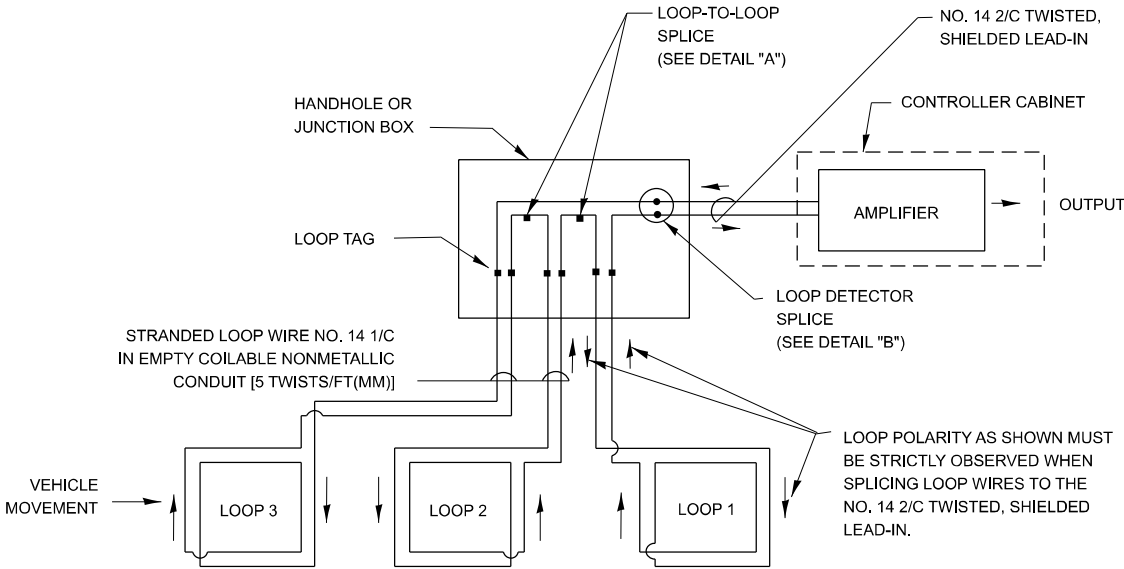 LOOP-TO-LOOP
SPLICE
(SEE DETAIL "A")
NO. 14 2/C TWISTED,
SHIELDED LEAD-IN
HANDHOLE OR
JUNCTION BOX
CONTROLLER CABINET
AMPLIFIER
OUTPUT
LOOP TAG
LOOP DETECTOR
SPLICE
(SEE DETAIL "B")
STRANDED LOOP WIRE NO. 14 1/C
IN EMPTY COILABLE NONMETALLIC
CONDUIT [5 TWISTS/FT(MM)]
LOOP POLARITY AS SHOWN MUST
BE STRICTLY OBSERVED WHEN
SPLICING LOOP WIRES TO THE
NO. 14 2/C TWISTED, SHIELDED
LEAD-IN.
VEHICLE
MOVEMENT
LOOP 3
LOOP 2
LOOP 1